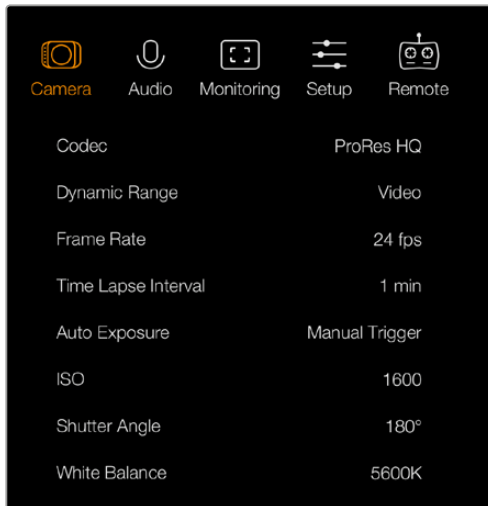 Camera Audio Monitoring Setup Remote
Codec ProRes HQ
Dynamic Range Video
Frame Rate 24 fps
Time Lapse Interval 1 min
Auto Exposure Manual Trigger
ISO 1600
Shutter Angle 180°
White Balance 5600K